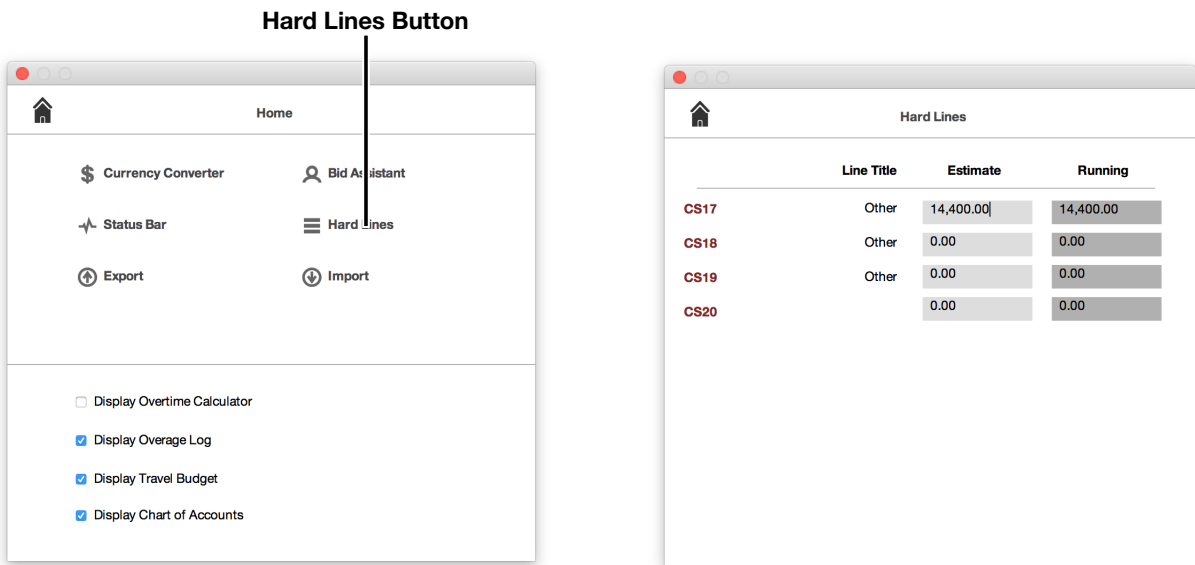 Hard Lines Button
Home
Currency Converter
Bid Assistant
Status Bar
Hard Lines
Export
Import
Display Overtime Calculator
Display Overage Log
Display Travel Budget
Display Chart of Accounts
Hard Lines
Line Title Estimate Running
CS17 Other 14,400.00 14,400.00
CS18 Other 0.00 0.00
CS19 Other 0.00 0.00
CS20 0.00 0.00